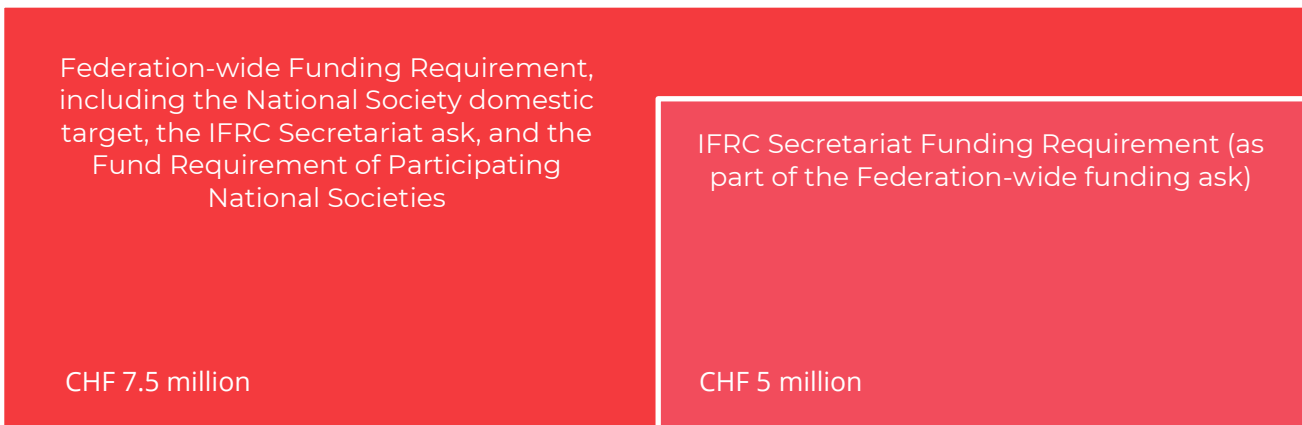 Federation-wide Funding Requirement,
including the National Society domestic
target, the IFRC Secretariat ask, and the
Fund Requirement of Participating
National Societies
CHF 7.5 million
IFRC Secretariat Funding Requirement (as
part of the Federation-wide funding ask)
CHF 5 million